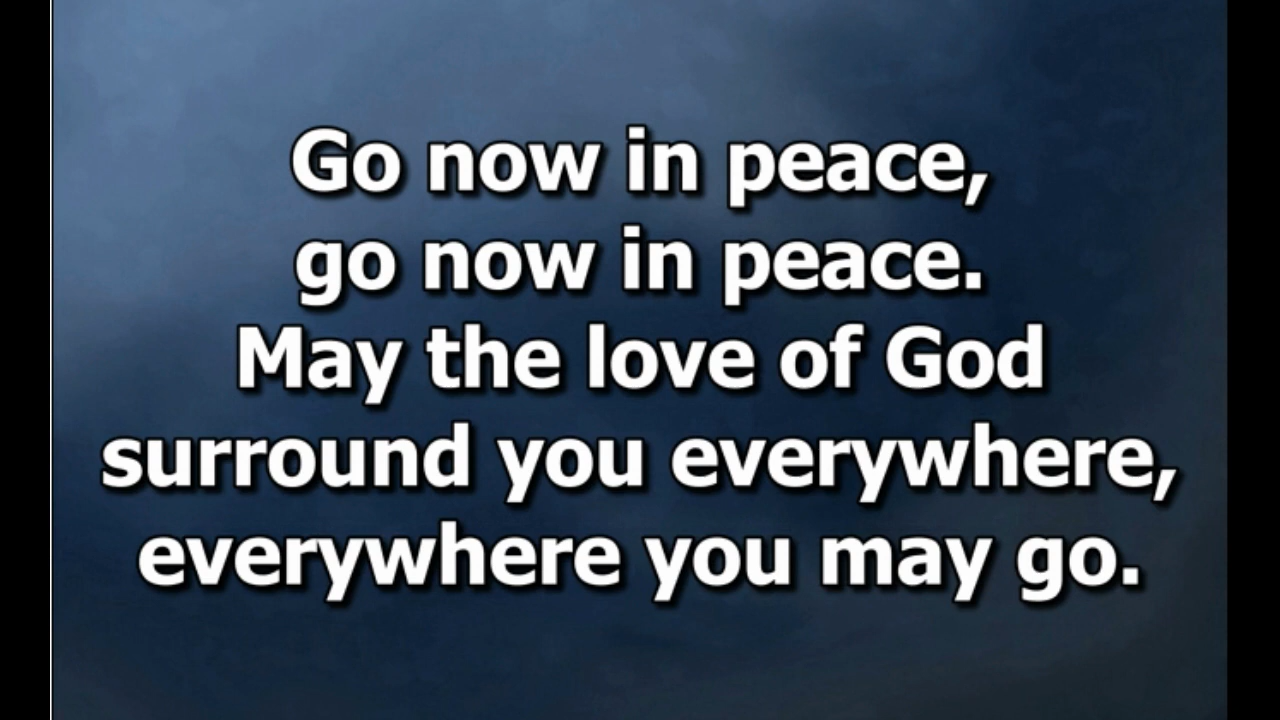 Go now in peace,
go now in peace.
May the love of God
surround you everywhere,
everywhere you may go.